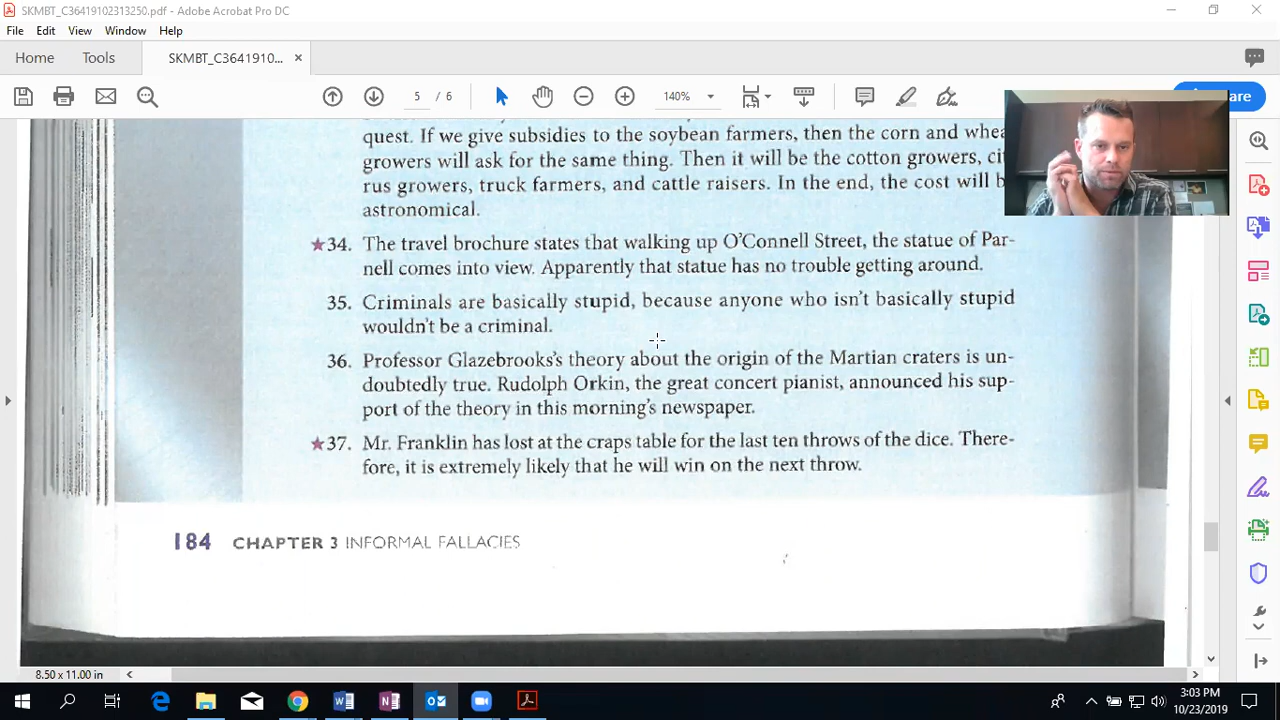 SKMBT_C36419102313250.pdf - Adobe Acrobat Pro DC
File Edit View Window Help
Home Tools SKMBT_C3641910... ×
5 / 6 140% Share
quest. If we give subsidies to the soybean farmers, then the corn and
growers will ask for the same thing. Then it will be the cotton growers,
rus growers, truck farmers, and cattle raisers. In the end, the cost will
astronomical.
★34. The travel brochure states that walking up O'Connell Street, the statue of Par-
nell comes into view. Apparently that statue has no trouble getting around.
35. Criminals are basically stupid, because anyone who isn't basically stupid
wouldn't be a criminal.
36. Professor Glazebrooks's theory about the origin of the Martian craters is un-
doubtedly true. Rudolph Orkin, the great concert pianist, announced his sup-
port of the theory in this morning's newspaper.
★37. Mr. Franklin has lost at the craps table for the last ten throws of the dice. There-
fore, it is extremely likely that he will win on the next throw.
184 CHAPTER 3 INFORMAL FALLACIES
8.50 x 11.00 in
3:03 PM
10/23/2019